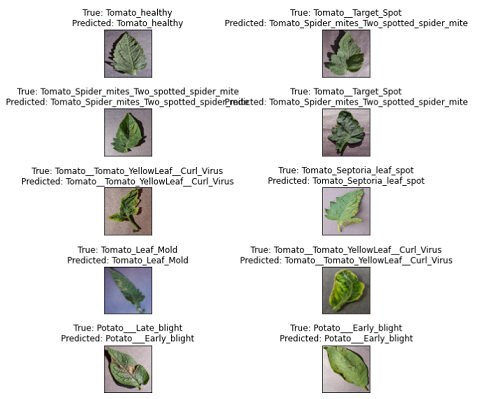 True: Tomato_healthy
Predicted: Tomato_healthy
True: Tomato__Target_Spot
Predicted: Tomato_Spider_mites_Two_spotted_spider_mite
True: Tomato_Spider_mites_Two_spotted_spider_mite
Predicted: Tomato_Spider_mites_Two_spotted_spider_mite
True: Tomato__Target_Spot
Predicted: Tomato_Spider_mites_Two_spotted_spider_mite
True: Tomato__Tomato_YellowLeaf__Curl_Virus
Predicted: Tomato__Tomato_YellowLeaf__Curl_Virus
True: Tomato_Septoria_leaf_spot
Predicted: Tomato_Septoria_leaf_spot
True: Tomato_Leaf_Mold
Predicted: Tomato_Leaf_Mold
True: Tomato__Tomato_YellowLeaf__Curl_Virus
Predicted: Tomato__Tomato_YellowLeaf__Curl_Virus
True: Potato___Late_blight
Predicted: Potato___Early_blight
True: Potato___Early_blight
Predicted: Potato___Early_blight